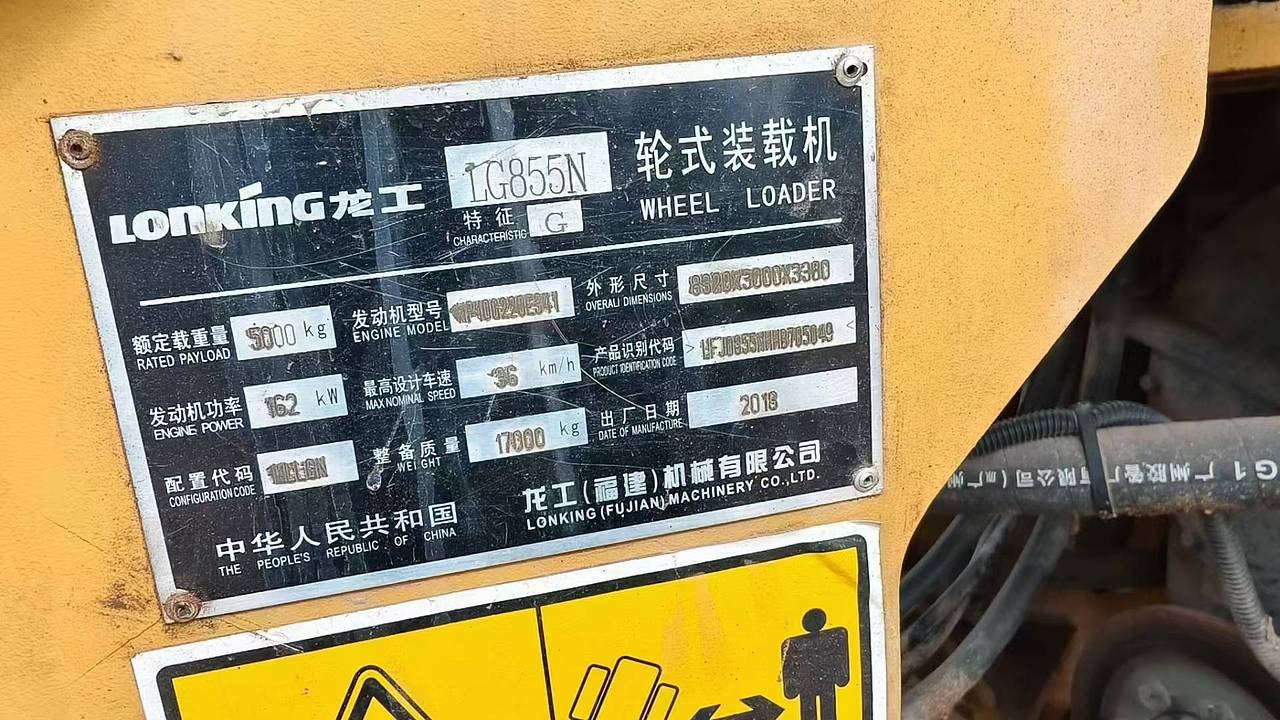 LONKING龙工
LG855N
特征
CHARACTERISTIC
G
轮式装载机
WHEEL LOADER
额定载重量
RATED PAYLOAD
5000 kg
发动机型号
ENGINE MODEL
外形尺寸
OVERALI DIMENSIONS
发动机功率
ENGINE POWER
162 kW
最高设计车速
MAX NOMINAL SPEED
36 km/h
产品识别代码
PRODUCT IDENTIFICATION CODE
配置代码
CONFIGURATION CODE
整备质量
WEIGHT
17000 kg
出厂日期
DATE OF MANUFACTURE
2018
中华人民共和国
THE PEOPLE'S REPUBLIC OF CHINA
龙工(福建)机械有限公司
LONKING (FUJIAN) MACHINERY CO.,LTD.